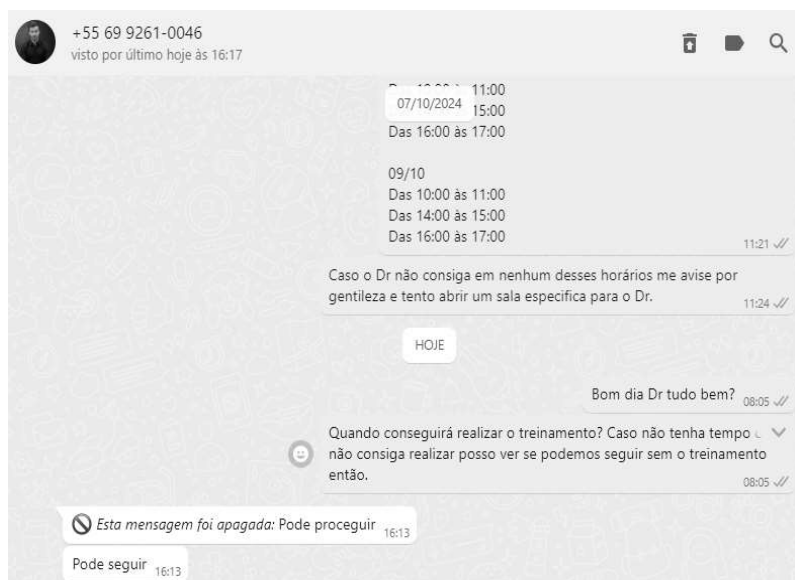 +55 69 9261-0046
visto por último hoje às 16:17
11:00
07/10/2024
15:00
Das 16:00 às 17:00
09/10
Das 10:00 às 11:00
Das 14:00 às 15:00
Das 16:00 às 17:00
11:21
Caso o Dr não consiga em nenhum desses horários me avise por
gentileza e tento abrir um sala especifica para o Dr.
11:24
HOJE
Bom dia Dr tudo bem? 08:05
Quando conseguirá realizar o treinamento? Caso não tenha tempo
não consiga realizar posso ver se podemos seguir sem o treinamento
então.
08:05
Esta mensagem foi apagada: Pode proceguir 16:13
Pode seguir 16:13